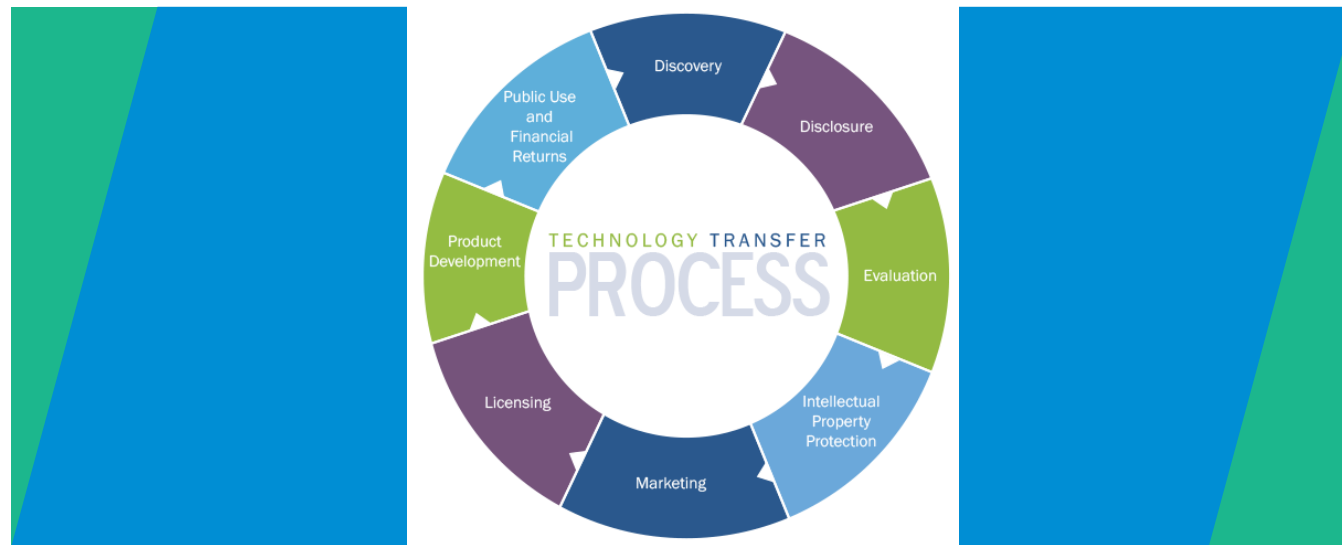 Discovery
Disclosure
Evaluation
Intellectual
Property
Protection
Marketing
Licensing
Product
Development
Public Use
and
Financial
Returns
TECHNOLOGY TRANSFER
PROCESS